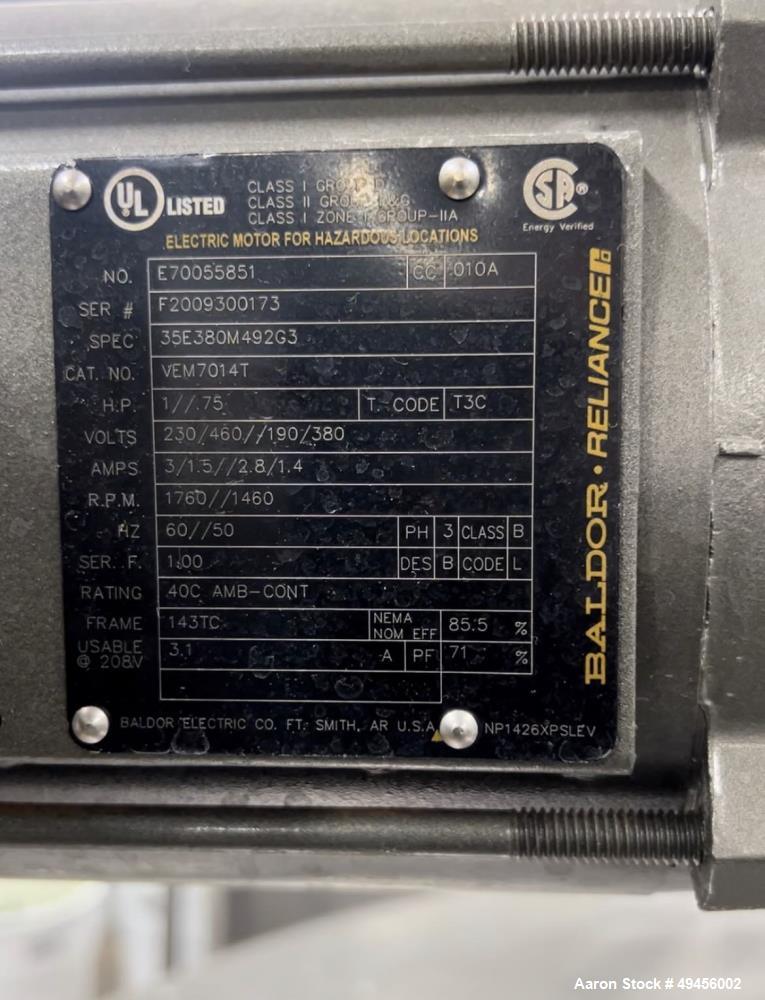 UL LISTED
CLASS I GROUP D
CLASS II GROUP F&G
CLASS I ZONE I GROUP-IIA
SA®
Energy Verified
ELECTRIC MOTOR FOR HAZARDOUS LOCATIONS
NO. E70055851 CC 010A
SER # F2009300173
SPEC 35E380M492G3
CAT. NO. VEM7014T
H.P. 1//.75 T. CODE T3C
VOLTS 230/460//190/380
AMPS 3/1.5//2.8/1.4
R.P.M. 1760//1460
HZ 60//50 PH 3 CLASS B
SER. F. 1.00 DES B CODE L
RATING 40C AMB-CONT
FRAME 143TC NEMA NOM EFF 85.5 %
USABLE @ 208V 3.1 A PF 71 %
BALDOR ELECTRIC CO. FT. SMITH, AR U.S.A. NP1426XPSLEV
BALDOR · RELIANCER
Aaron Stock # 49456002